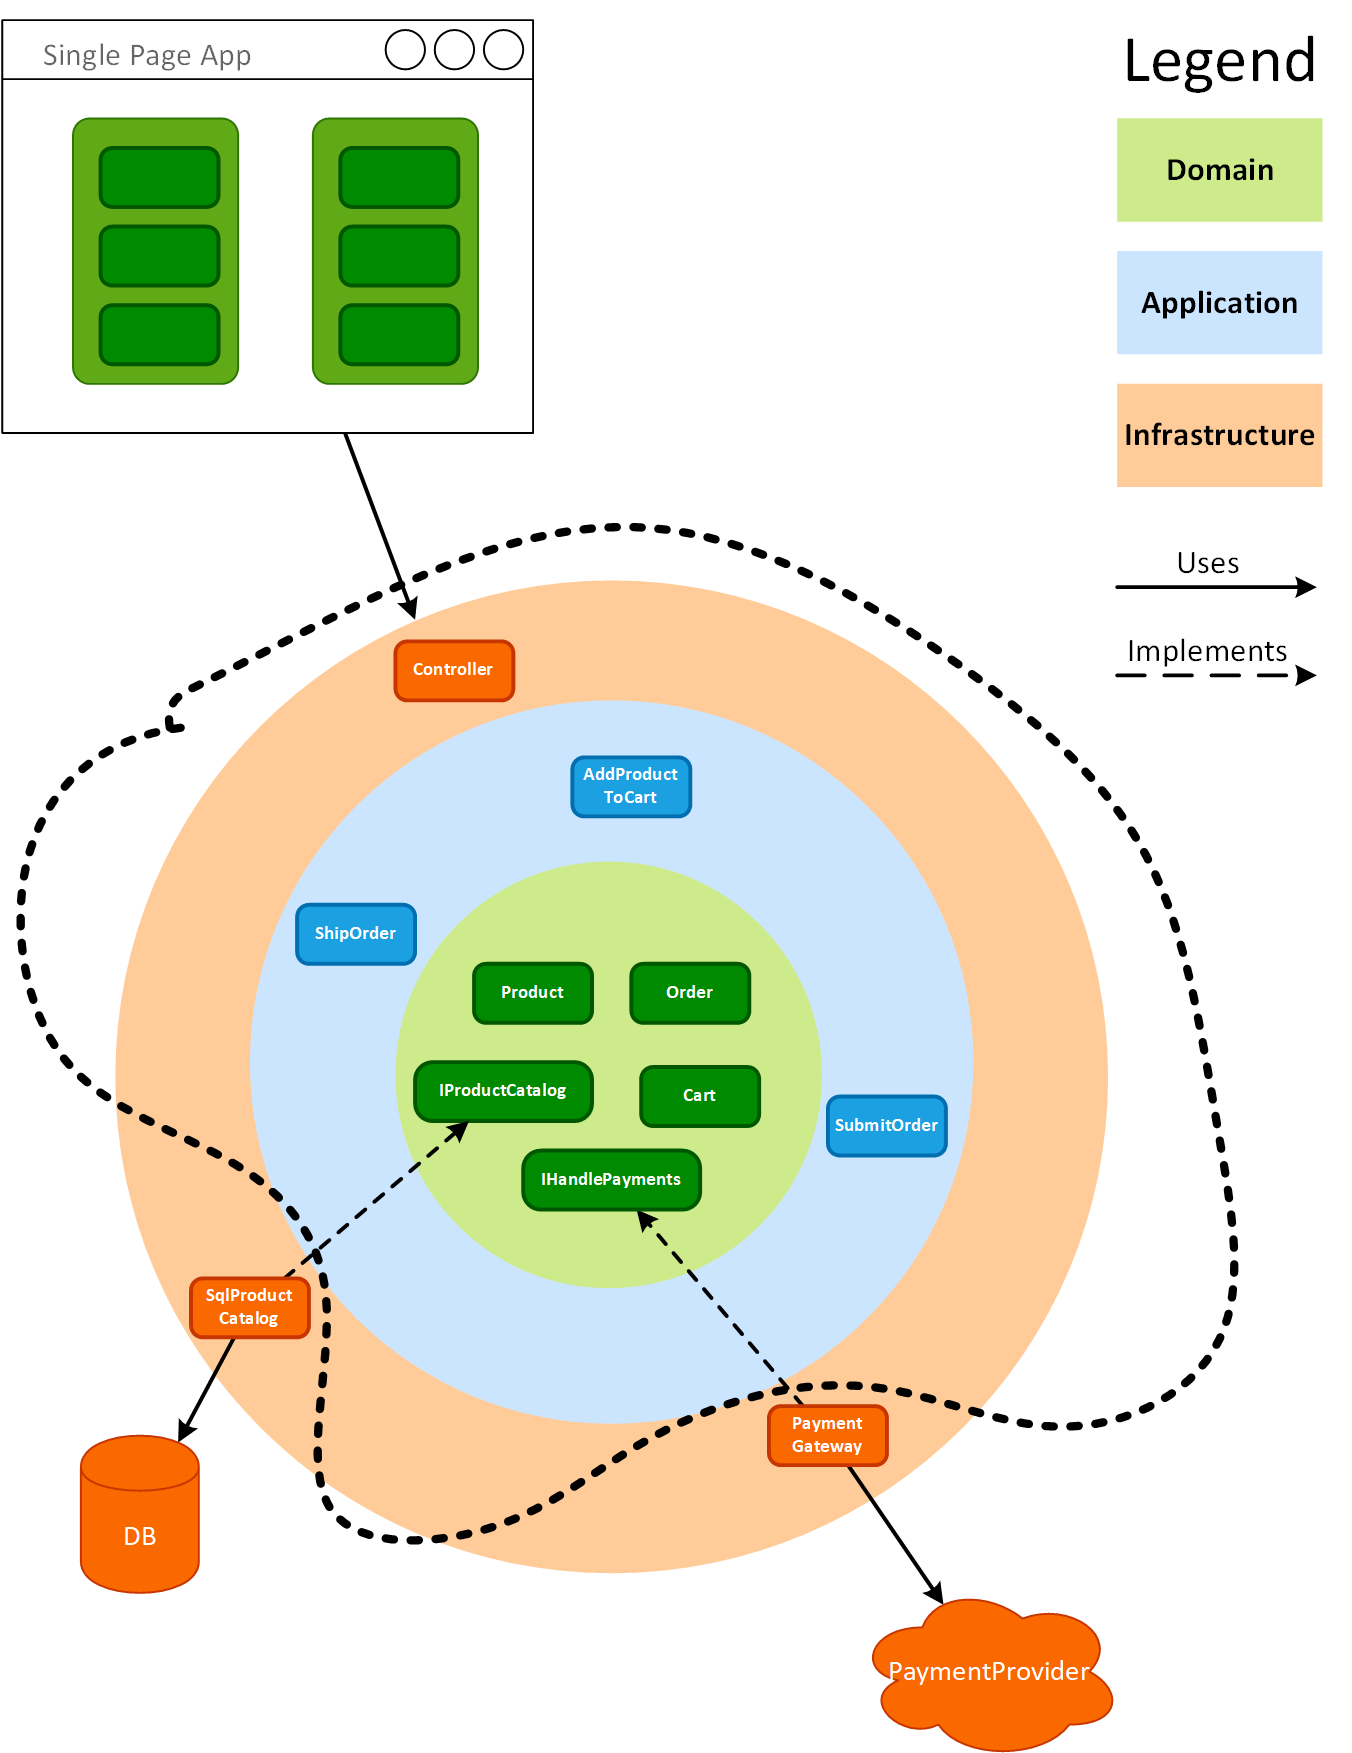 Single Page App
Legend
Domain
Application
Infrastructure
Uses
Implements
Controller
AddProduct
ToCart
ShipOrder
Product
Order
IProductCatalog
Cart
SubmitOrder
IHandlePayments
SqlProduct
Catalog
Payment
Gateway
DB
PaymentProvider